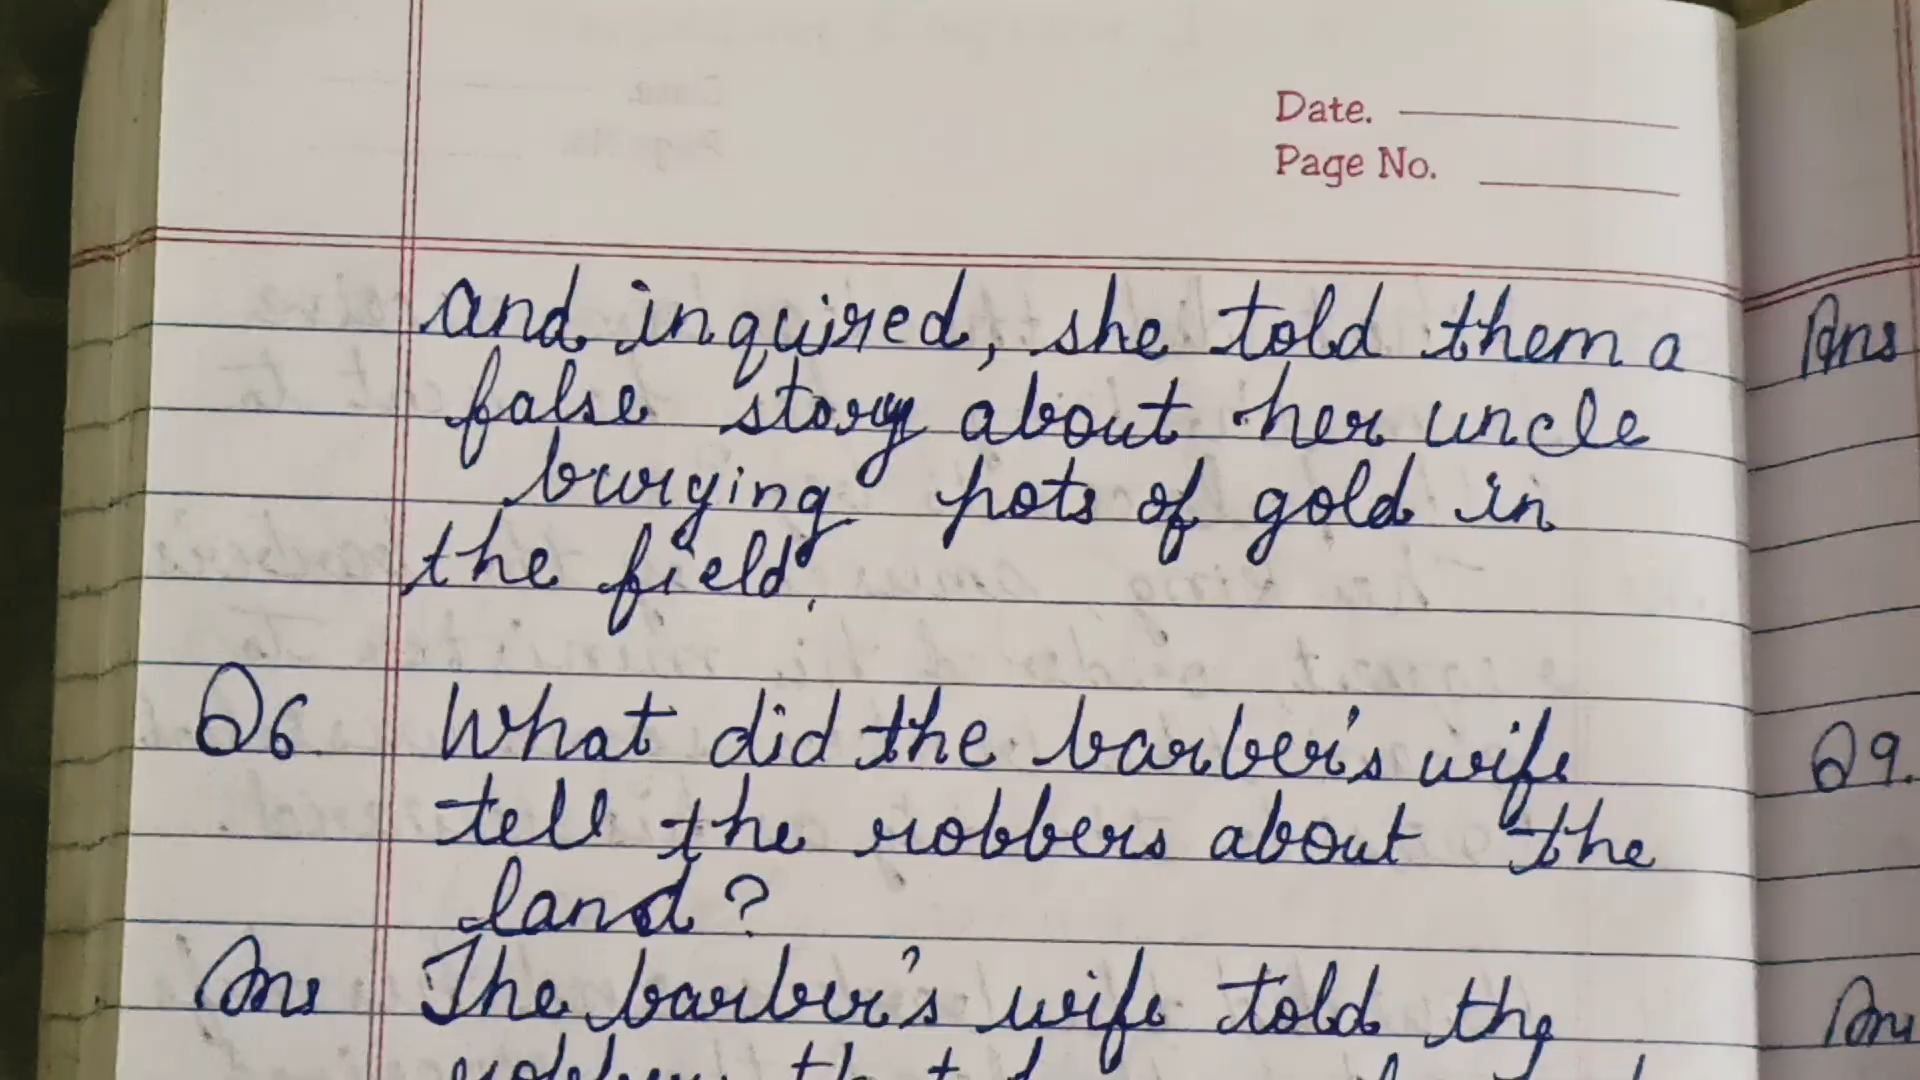 Date.
Page No.
and inquired, she told them a
false story about her uncle
burying pots of gold in
the field.
Q6 What did the barber's wife
tell the robbers about the
land?
Ans The barber's wife told the
Ans
Q9.
Ans